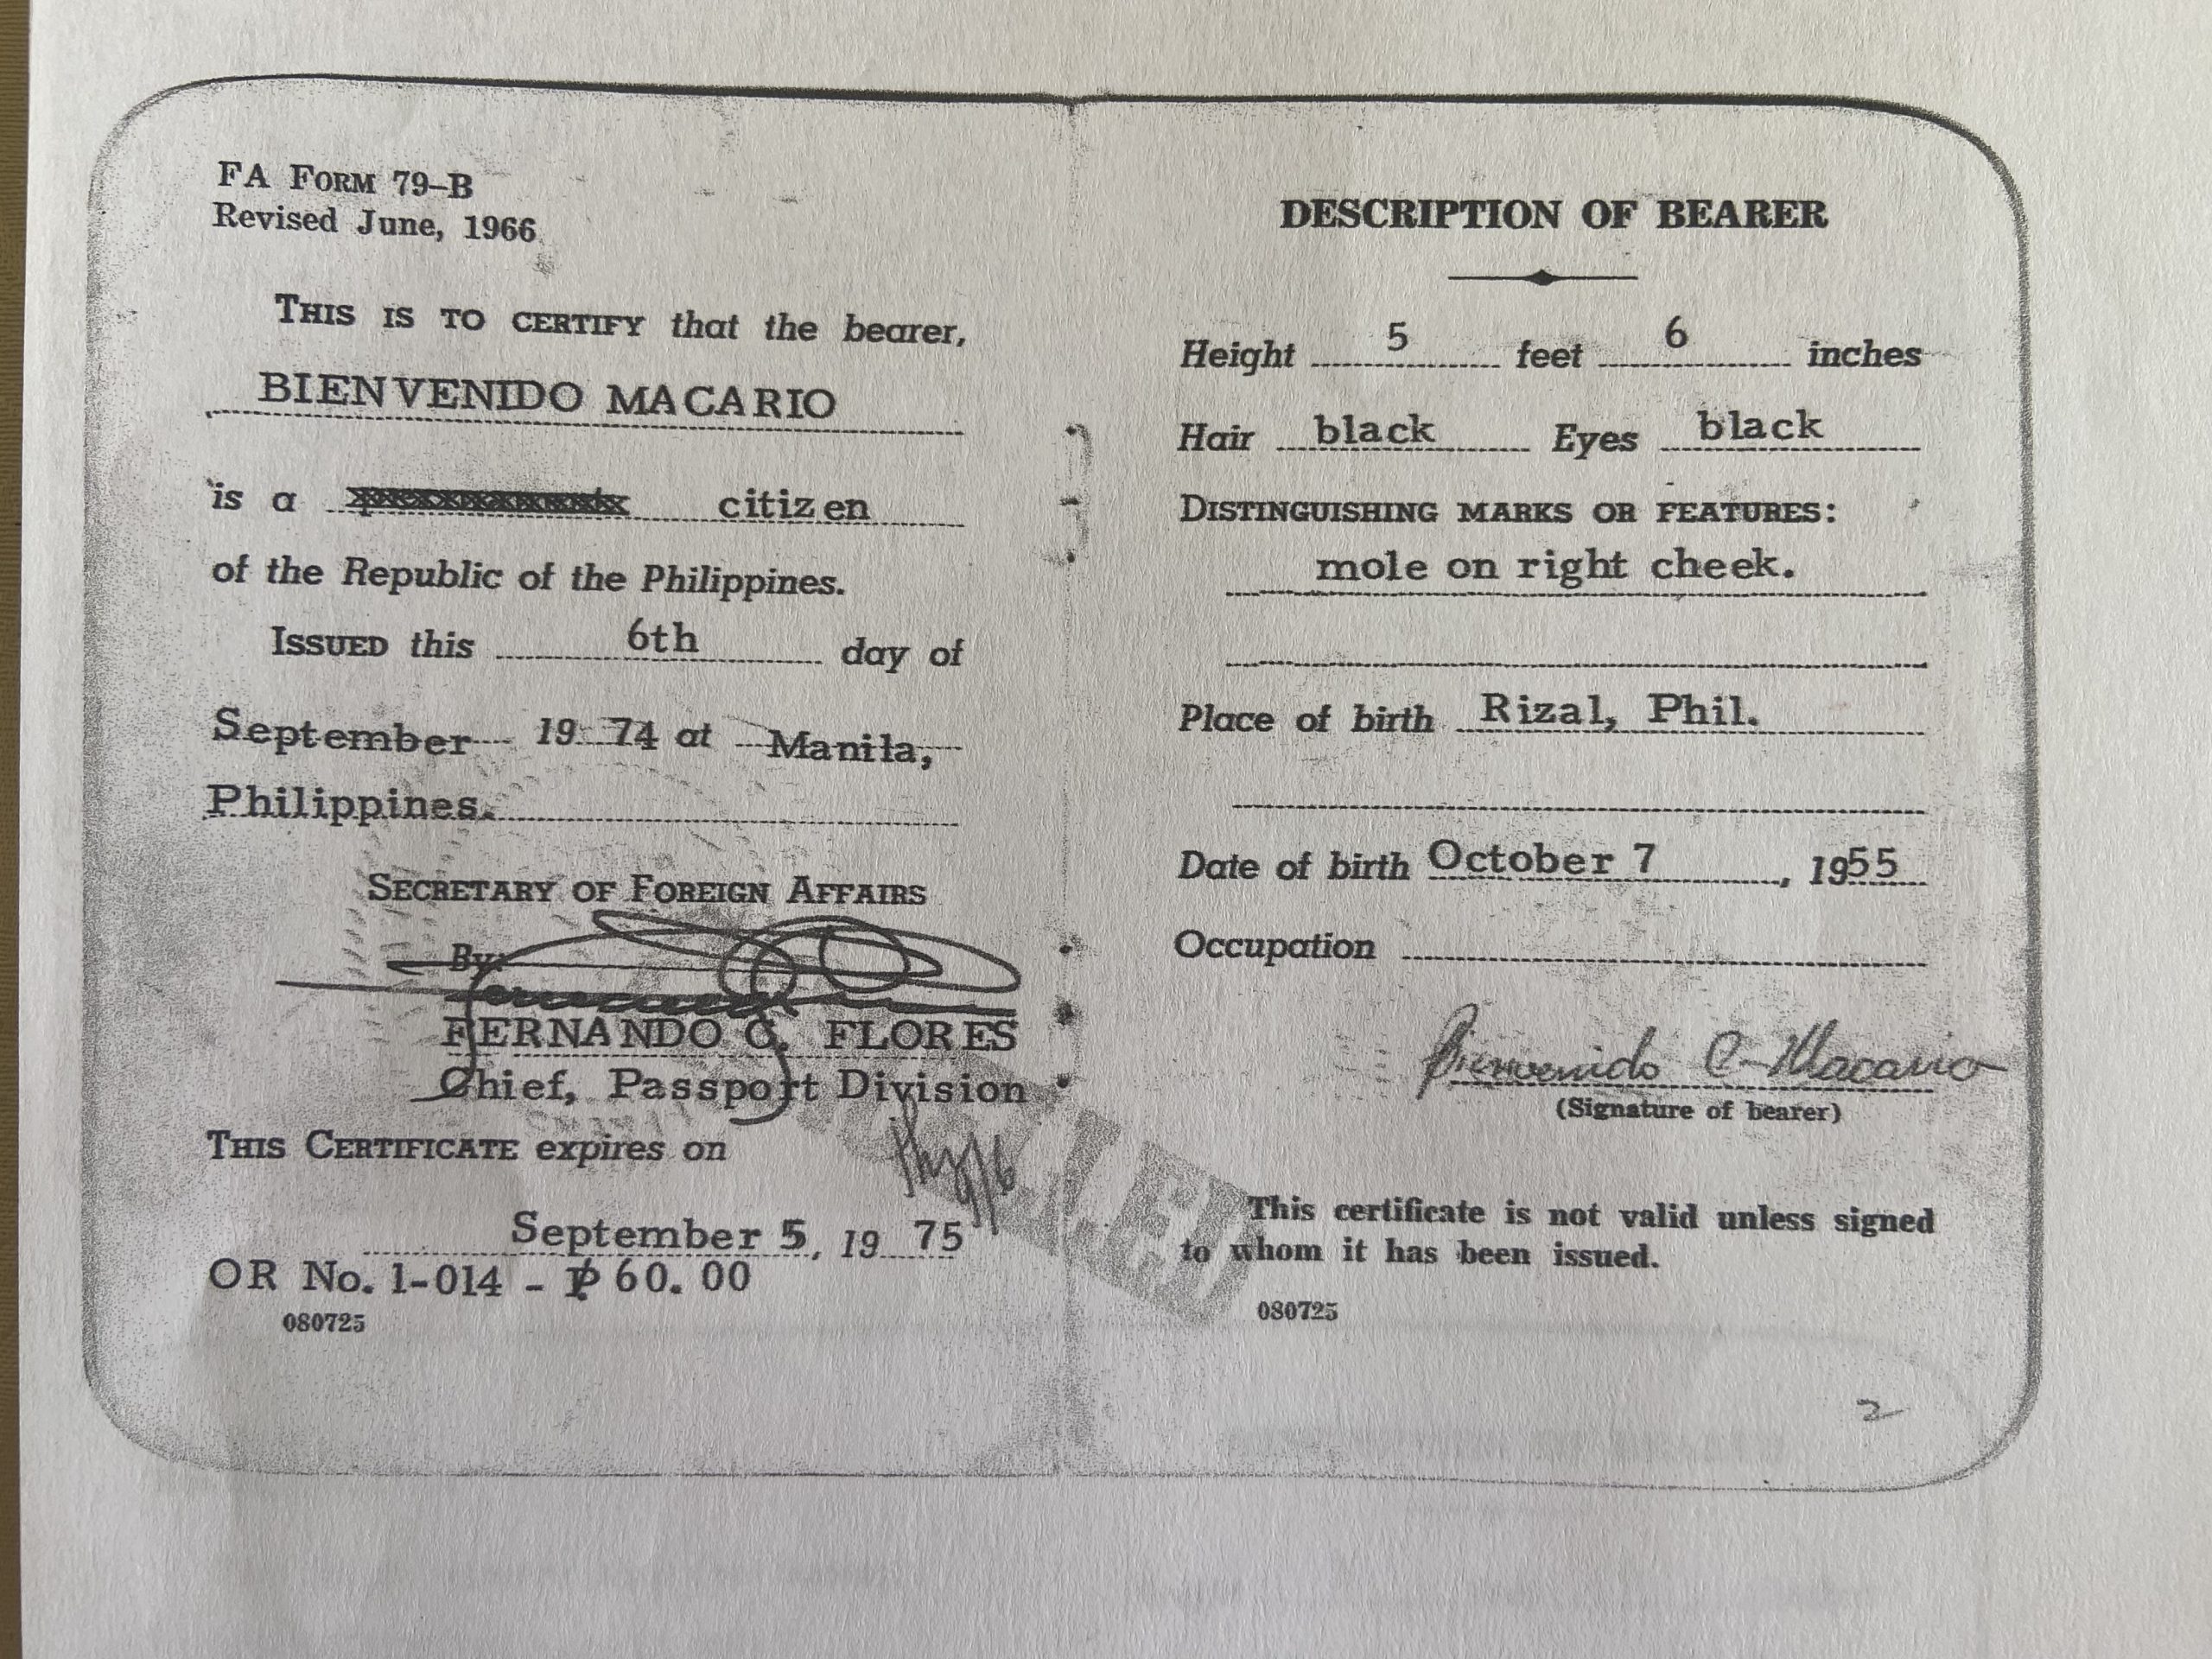 FA FORM 79–B
Revised June, 1966
THIS IS TO CERTIFY that the bearer,
BIENVENIDO MACARIO
is a citizen
of the Republic of the Philippines.
ISSUED this 6th day of
September 19 74 at Manila,
Philippines.
SECRETARY OF FOREIGN AFFAIRS
By:
FERNANDO C. FLORES
Chief, Passport Division
THIS CERTIFICATE expires on
September 5, 19 75
OR No. 1-014 - ₱ 60.00
080725
DESCRIPTION OF BEARER
Height 5 feet 6 inches
Hair black Eyes black
DISTINGUISHING MARKS OR FEATURES:
mole on right cheek.
Place of birth Rizal, Phil.
Date of birth October 7, 1955
Occupation
Bienvenido C. Macario
(Signature of bearer)
This certificate is not valid unless signed
to whom it has been issued.
080725
2